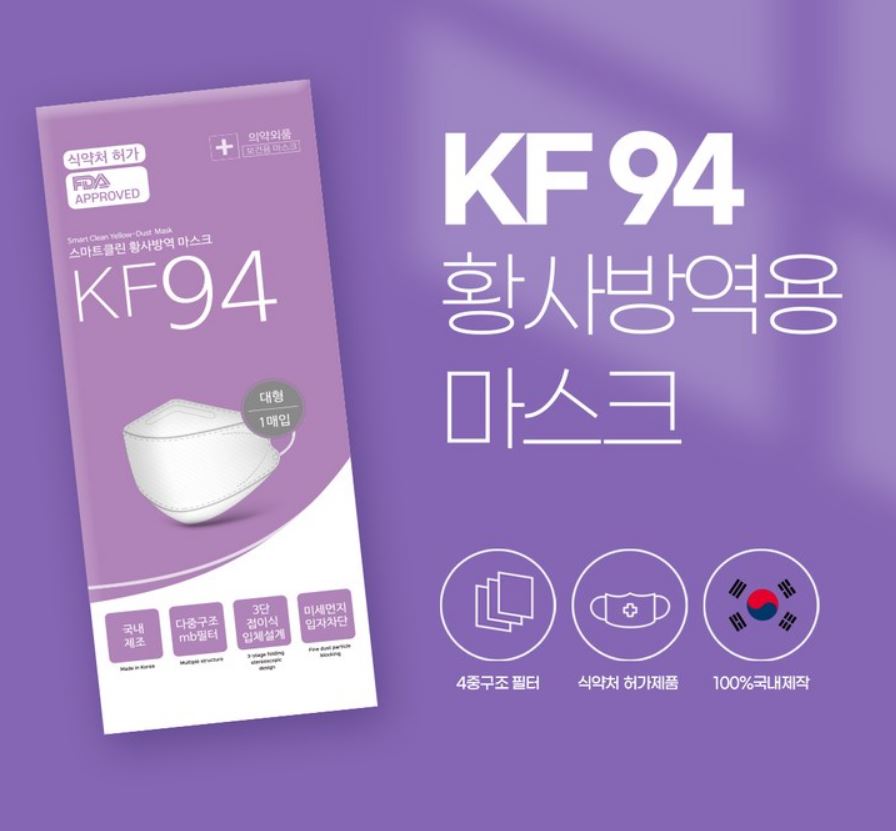 식약처 허가
FDA
APPROVED
의약외품
보건용 마스크
Smart Clean Yellow-Dust Mask
스마트클린 황사방역 마스크
KF94
대형
1매입
국내
제조
Made in Korea
다중구조
mb필터
Multiple structure
3단
접이식
입체설계
3-stage folding
stereoscopic
design
미세먼지
입자차단
Fine dust particle
blocking
KF 94
황사방역용
마스크
4중구조 필터
식약처 허가제품
100%국내제작